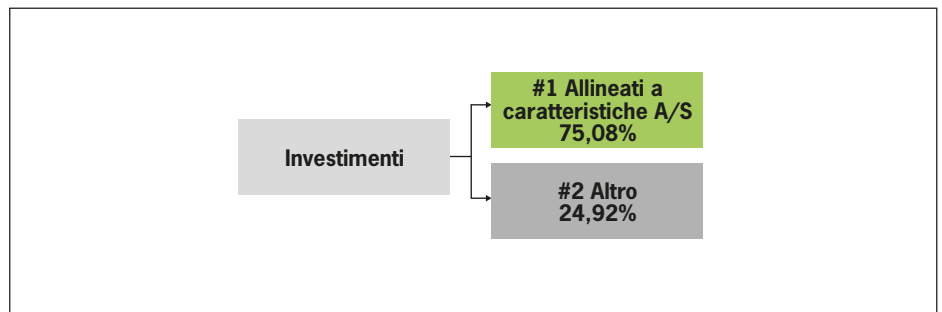 #1 Allineati a
caratteristiche A/S
75,08%
Investimenti
#2 Altro
24,92%